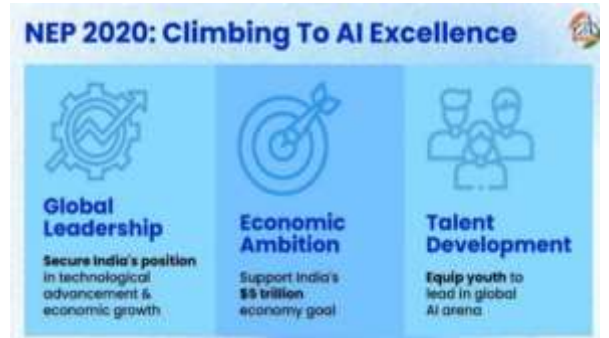 NEP 2020: Climbing To AI Excellence
Global
Leadership
Secure India's position
in technological
advancement &
economic growth
Economic
Ambition
Support India's
$5 trillion
economy goal
Talent
Development
Equip youth to
lead in global
AI arena